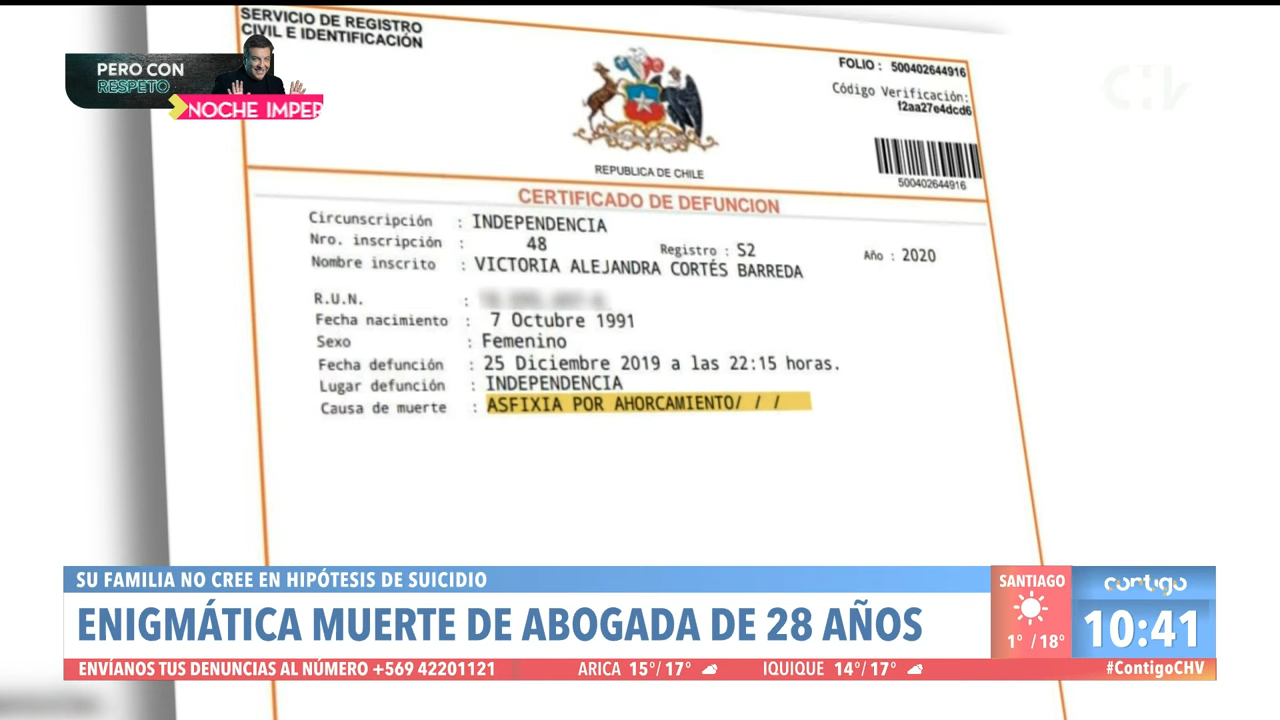 SERVICIO DE REGISTRO
CIVIL E IDENTIFICACIÓN
PERO CON
RESPETO
NOCHE IMPER
FOLIO : 500402644916
Código Verificación:
f2aa27e4dcd6
CHV
500402644916
REPUBLICA DE CHILE
CERTIFICADO DE DEFUNCION
Circunscripción : INDEPENDENCIA
Nro. inscripción : 48 Registro : S2 Año : 2020
Nombre inscrito : VICTORIA ALEJANDRA CORTÉS BARREDA
R.U.N. :
Fecha nacimiento : 7 Octubre 1991
Sexo : Femenino
Fecha defunción : 25 Diciembre 2019 a las 22:15 horas.
Lugar defunción : INDEPENDENCIA
Causa de muerte : ASFIXIA POR AHORCAMIENTO/ / /
SU FAMILIA NO CREE EN HIPÓTESIS DE SUICIDIO
ENIGMÁTICA MUERTE DE ABOGADA DE 28 AÑOS
SANTIAGO
1° / 18°
contigo
10:41
ENVÍANOS TUS DENUNCIAS AL NÚMERO +569 42201121 ARICA 15°/ 17° IQUIQUE 14°/ 17°
#ContigoCHV